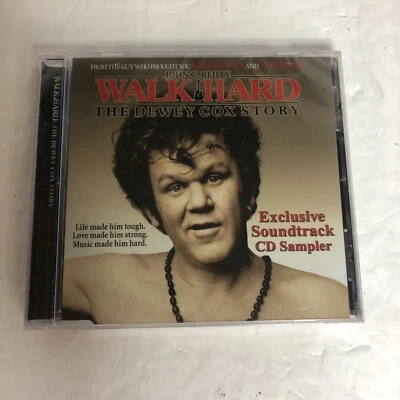 FROM THE GUY WHO BROUGHT YOU AND
JOHN C. REILLY
WALK HARD
THE DEWEY COX STORY
Life made him tough.
Love made him strong.
Music made him hard.
Exclusive
Soundtrack
CD Sampler
WALK HARD: THE DEWEY COX STORY